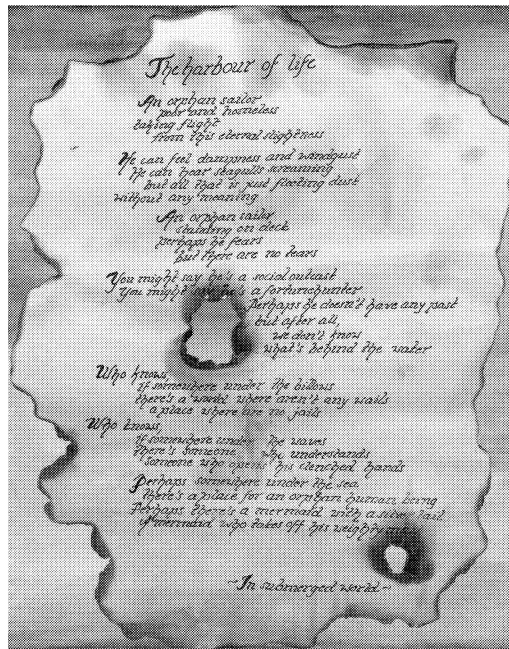 The harbour of life
An orphan sailor
poor and homeless
taking flight
from this eternal slightness
He can feel dampness and windgust
He can hear seagulls screaming
but all that is just floating dust
without any meaning
An orphan sailor
standing on deck
perhaps he fears
but there are no tears
You might say he's a social outcast
You might say he's a fortunehunter
Perhaps he doesn't have any past
but after all,
we don't know
what's behind the water
Who knows,
if somewhere under the billows
there's a world where aren't any wails
a place where are no jails
Who knows,
if somewhere under the waves
there's someone who understands
someone who opens his clenched hands
Perhaps somewhere under the sea
there's a place for an orphan human being
Perhaps there's a mermaid with a silver tail
mermaid who takes off his weighty
~In submerged world~